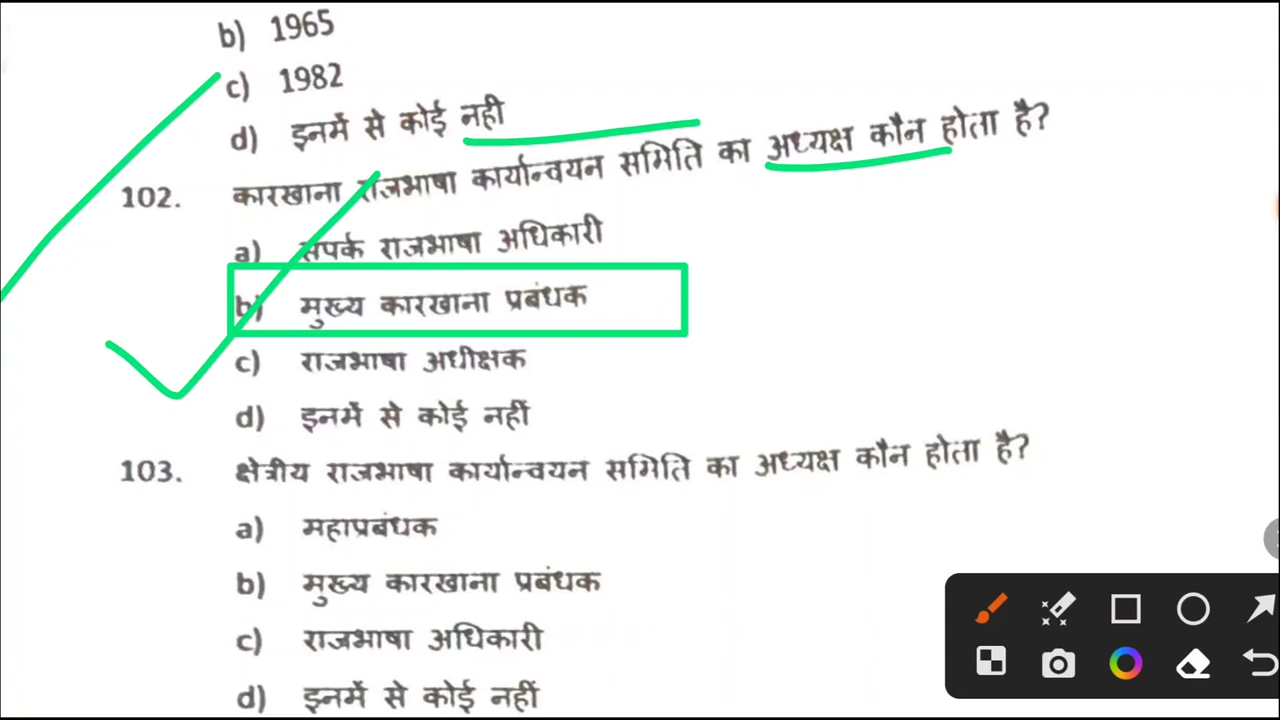 b) 1965
c) 1982
d) इनमें से कोई नही
102. कारखाना राजभाषा कार्यान्वयन समिति का अध्यक्ष कौन होता है?
a) संपर्क राजभाषा अधिकारी
b) मुख्य कारखाना प्रबंधक
c) राजभाषा अधीक्षक
d) इनमें से कोई नहीं
103. क्षेत्रीय राजभाषा कार्यान्वयन समिति का अध्यक्ष कौन होता है?
a) महाप्रबंधक
b) मुख्य कारखाना प्रबंधक
c) राजभाषा अधिकारी
d) इनमें से कोई नहीं